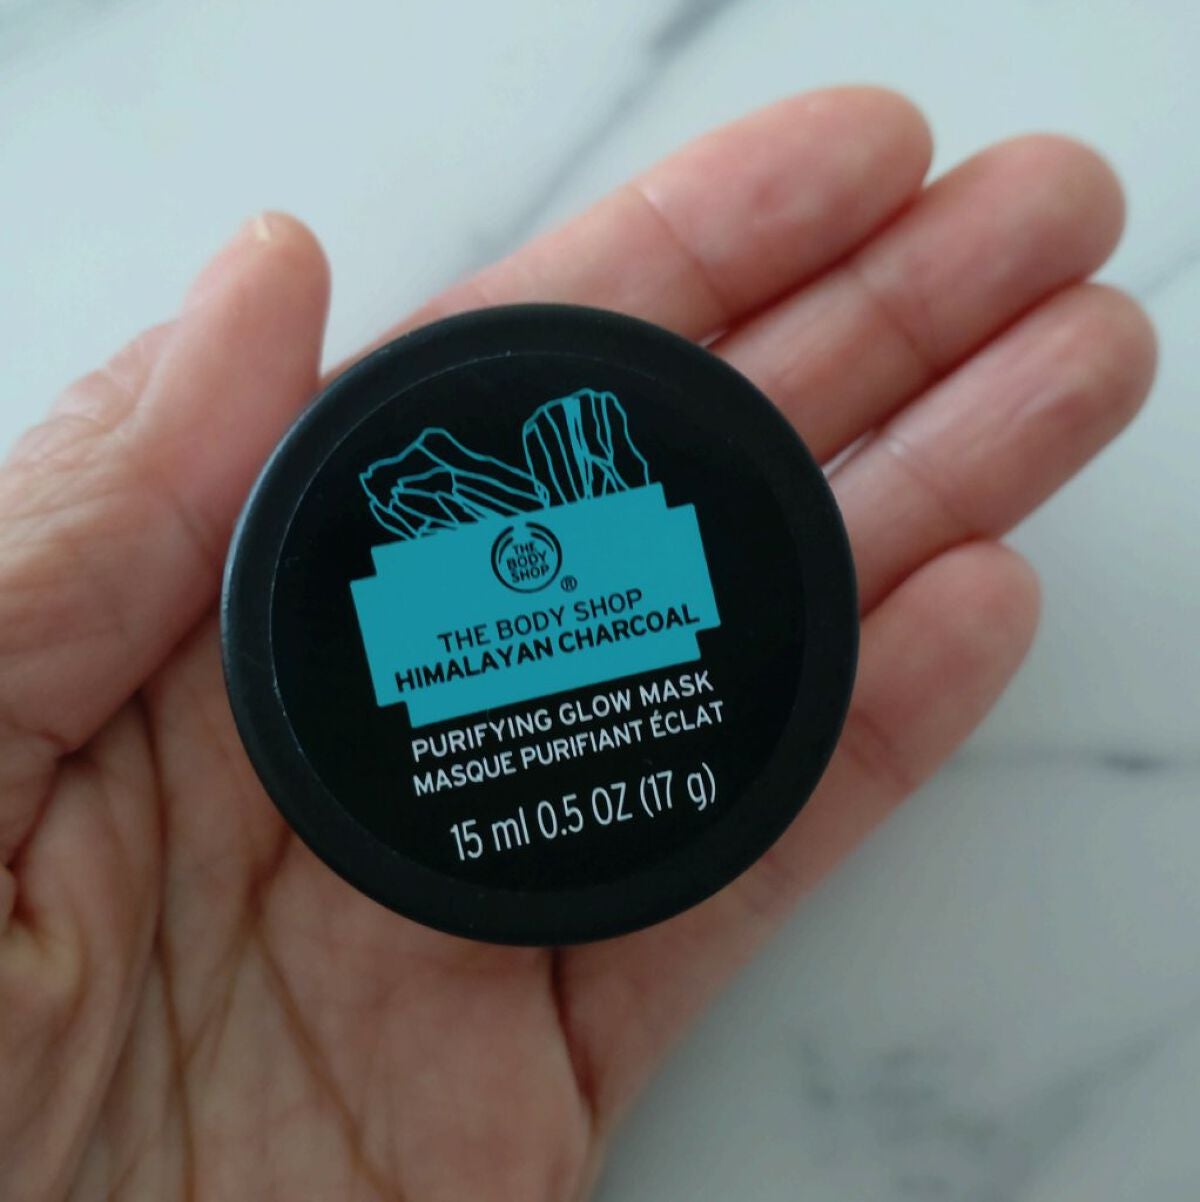 THE
BODY
SHOP
®
THE BODY SHOP
HIMALAYAN CHARCOAL
PURIFYING GLOW MASK
MASQUE PURIFIANT ÉCLAT
15 ml 0.5 OZ (17 g)